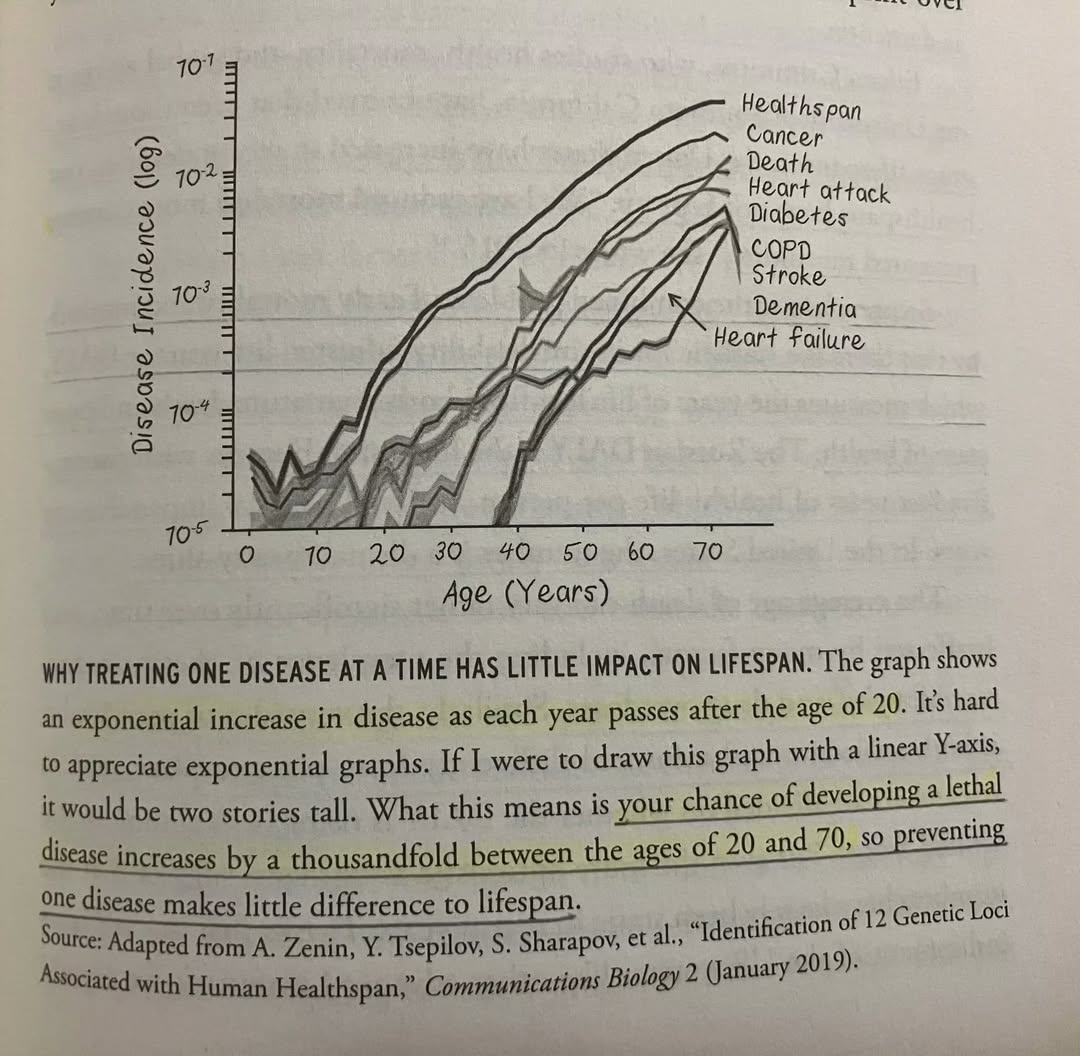 over
10⁻¹
10⁻²
10⁻³
10⁻⁴
10⁻⁵
Disease Incidence (log)
Healthspan
Cancer
Death
Heart attack
Diabetes
COPD
Stroke
Dementia
Heart failure
0 10 20 30 40 50 60 70
Age (Years)
WHY TREATING ONE DISEASE AT A TIME HAS LITTLE IMPACT ON LIFESPAN. The graph shows
an exponential increase in disease as each year passes after the age of 20. It’s hard
to appreciate exponential graphs. If I were to draw this graph with a linear Y-axis,
it would be two stories tall. What this means is your chance of developing a lethal
disease increases by a thousandfold between the ages of 20 and 70, so preventing
one disease makes little difference to lifespan.
Source: Adapted from A. Zenin, Y. Tsepilov, S. Sharapov, et al., “Identification of 12 Genetic Loci
Associated with Human Healthspan,” Communications Biology 2 (January 2019).